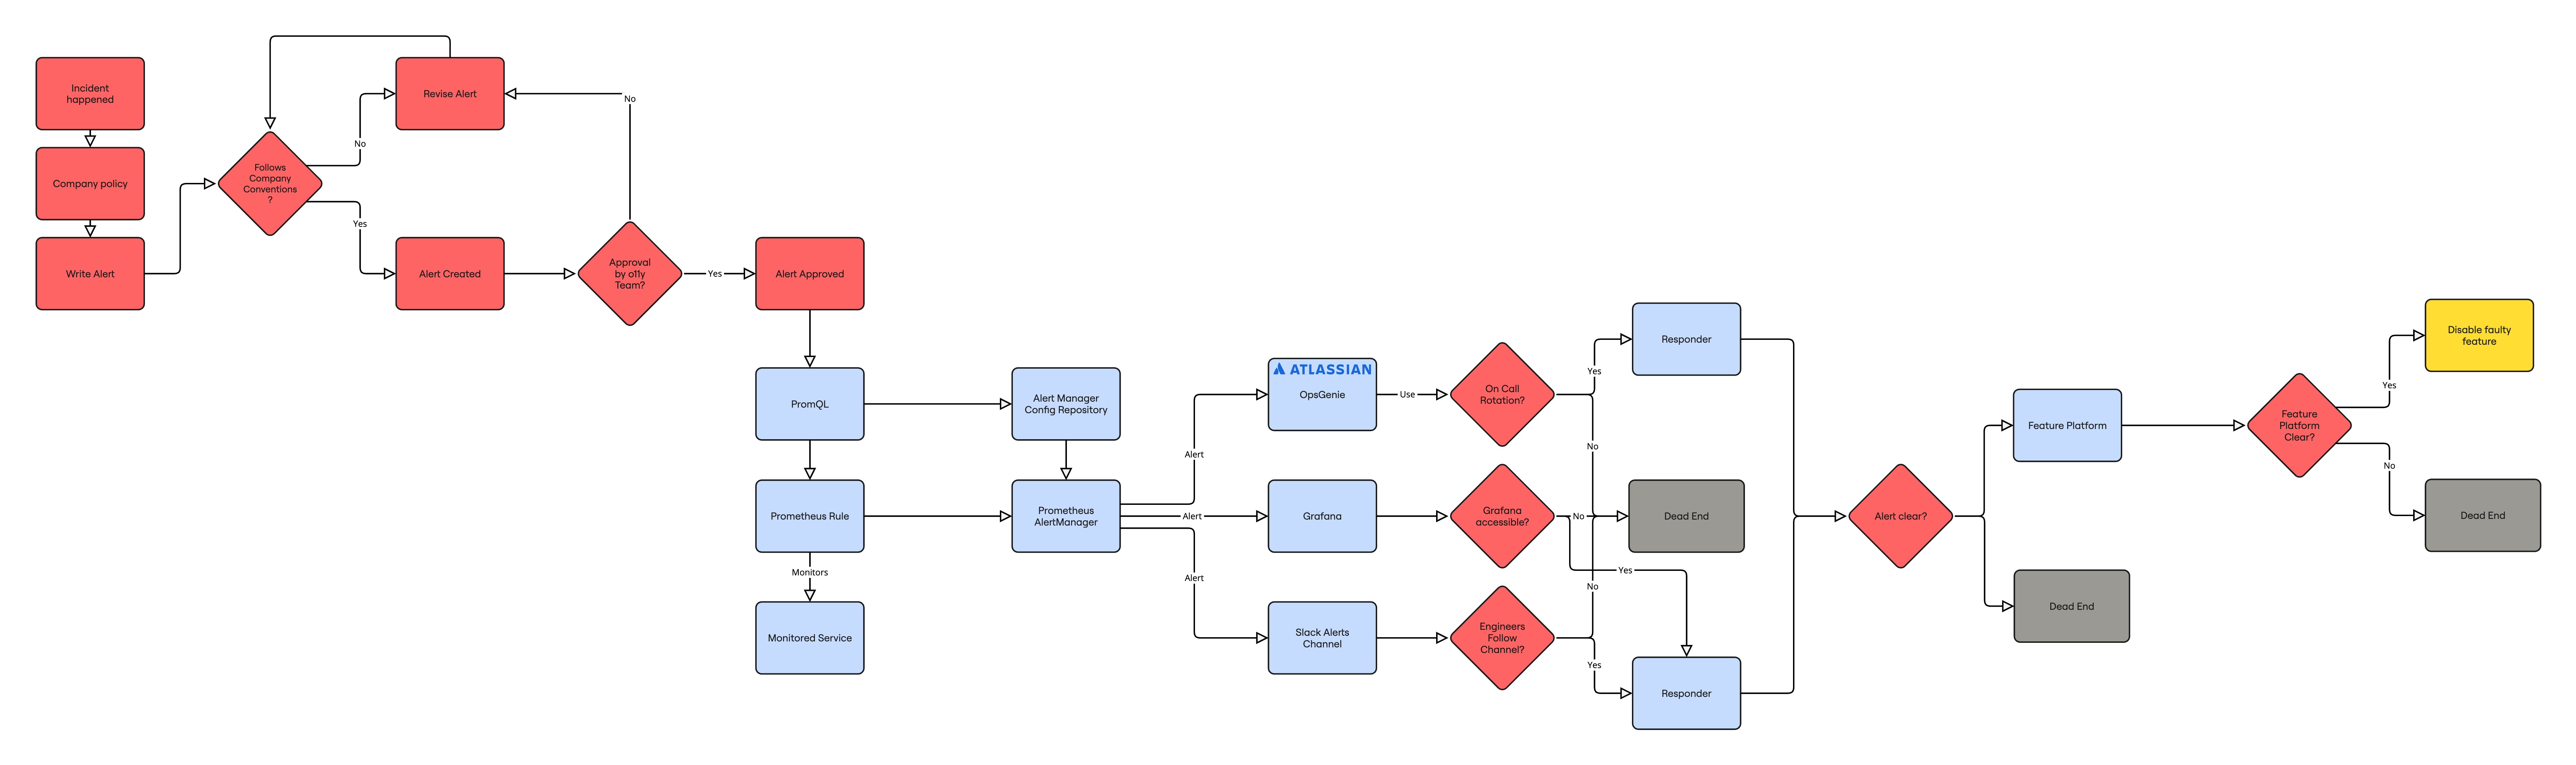 Incident
happened
Company policy
Write Alert
Follows
Company
Conventions
?
No
Yes
Revise Alert
Alert Created
No
Approval
by o11y
Team?
Yes
Alert Approved
PromQL
Prometheus Rule
Monitors
Monitored Service
Alert Manager
Config Repository
Prometheus
AlertManager
Alert
Alert
Alert
ATLASSIAN
OpsGenie
Grafana
Slack Alerts
Channel
Use
On Call
Rotation?
Grafana
accessible?
Engineers
Follow
Channel?
Yes
No
No
Yes
No
Yes
Responder
Dead End
Responder
Alert clear?
Feature Platform
Dead End
Feature
Platform
Clear?
Yes
No
Disable faulty
feature
Dead End